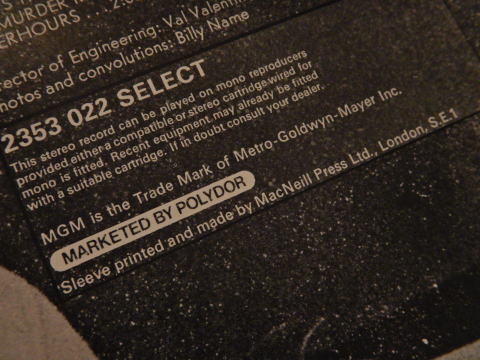 MURDER
ERHOURS . . . 2:
rector of Engineering: Val Valentin
hotos and convolutions: Billy Name
2353 022 SELECT
This stereo record can be played on mono reproducers
provided either a compatible or stereo cartridge wired for
mono is fitted. Recent equipment may already be fitted
with a suitable cartridge. If in doubt consult your dealer.
MGM is the Trade Mark of Metro-Goldwyn-Mayer Inc.
MARKETED BY POLYDOR
Sleeve printed and made by MacNeill Press Ltd., London, S.E.1